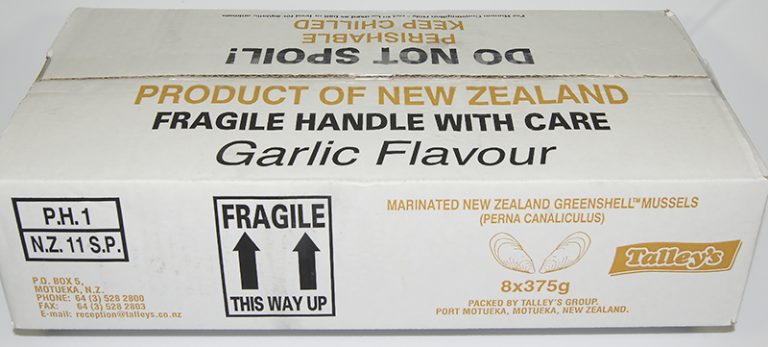 DO NOT SPOIL!
PERISHABLE
KEEP CHILLED
PRODUCT OF NEW ZEALAND
FRAGILE HANDLE WITH CARE
Garlic Flavour
P.H. 1
N.Z. 11 S.P.
P.O. BOX 5,
MOTUEKA, N.Z.
PHONE: 64 (3) 528 2800
FAX: 64 (3) 528 2803
E-mail: reception@talleys.co.nz
FRAGILE
THIS WAY UP
MARINATED NEW ZEALAND GREENSHELL™ MUSSELS
(PERNA CANALICULUS)
8x375g
PACKED BY TALLEY'S GROUP.
PORT MOTUEKA, MOTUEKA, NEW ZEALAND.
Talley's